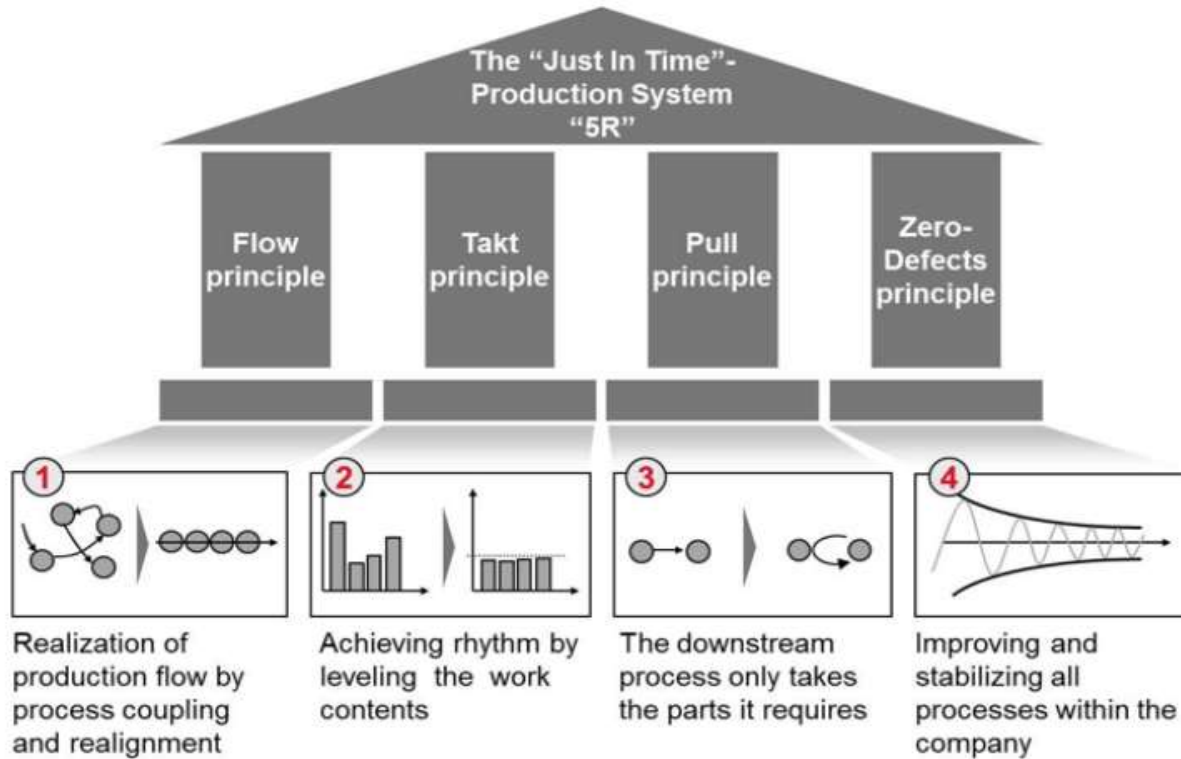 The “Just In Time”-
Production System
“5R”
Flow
principle
Takt
principle
Pull
principle
Zero-
Defects
principle
1
2
3
4
Realization of
production flow by
process coupling
and realignment
Achieving rhythm by
leveling the work
contents
The downstream
process only takes
the parts it requires
Improving and
stabilizing all
processes within the
company